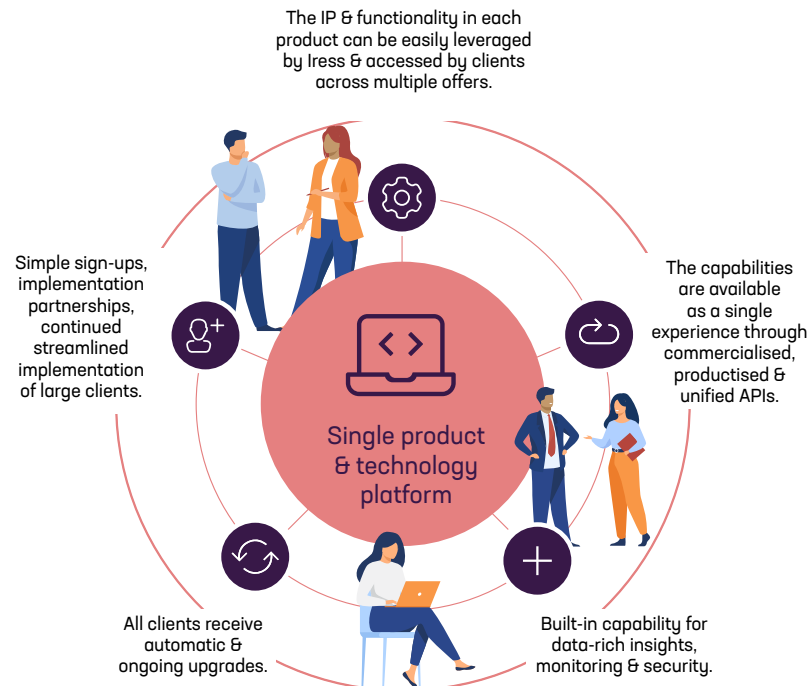 The IP & functionality in each
product can be easily leveraged
by Iress & accessed by clients
across multiple offers.
Simple sign-ups,
implementation
partnerships,
continued
streamlined
implementation
of large clients.
The capabilities
are available
as a single
experience through
commercialised,
productised &
unified APIs.
Single product
& technology
platform
All clients receive
automatic &
ongoing upgrades.
Built-in capability for
data-rich insights,
monitoring & security.